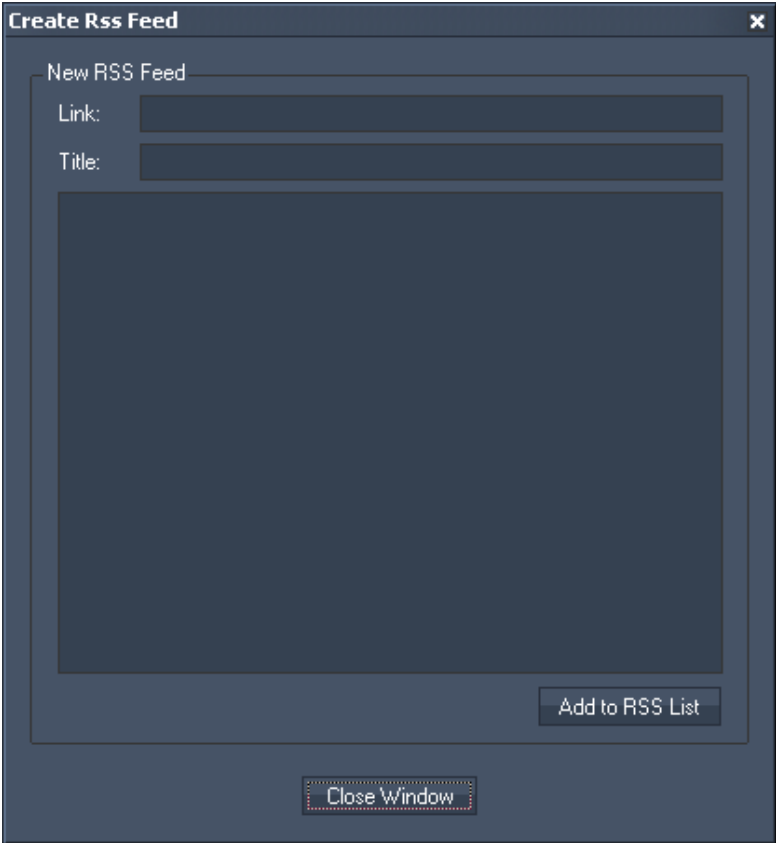 Create Rss Feed
New RSS Feed
Link:
Title:
Add to RSS List
Close Window